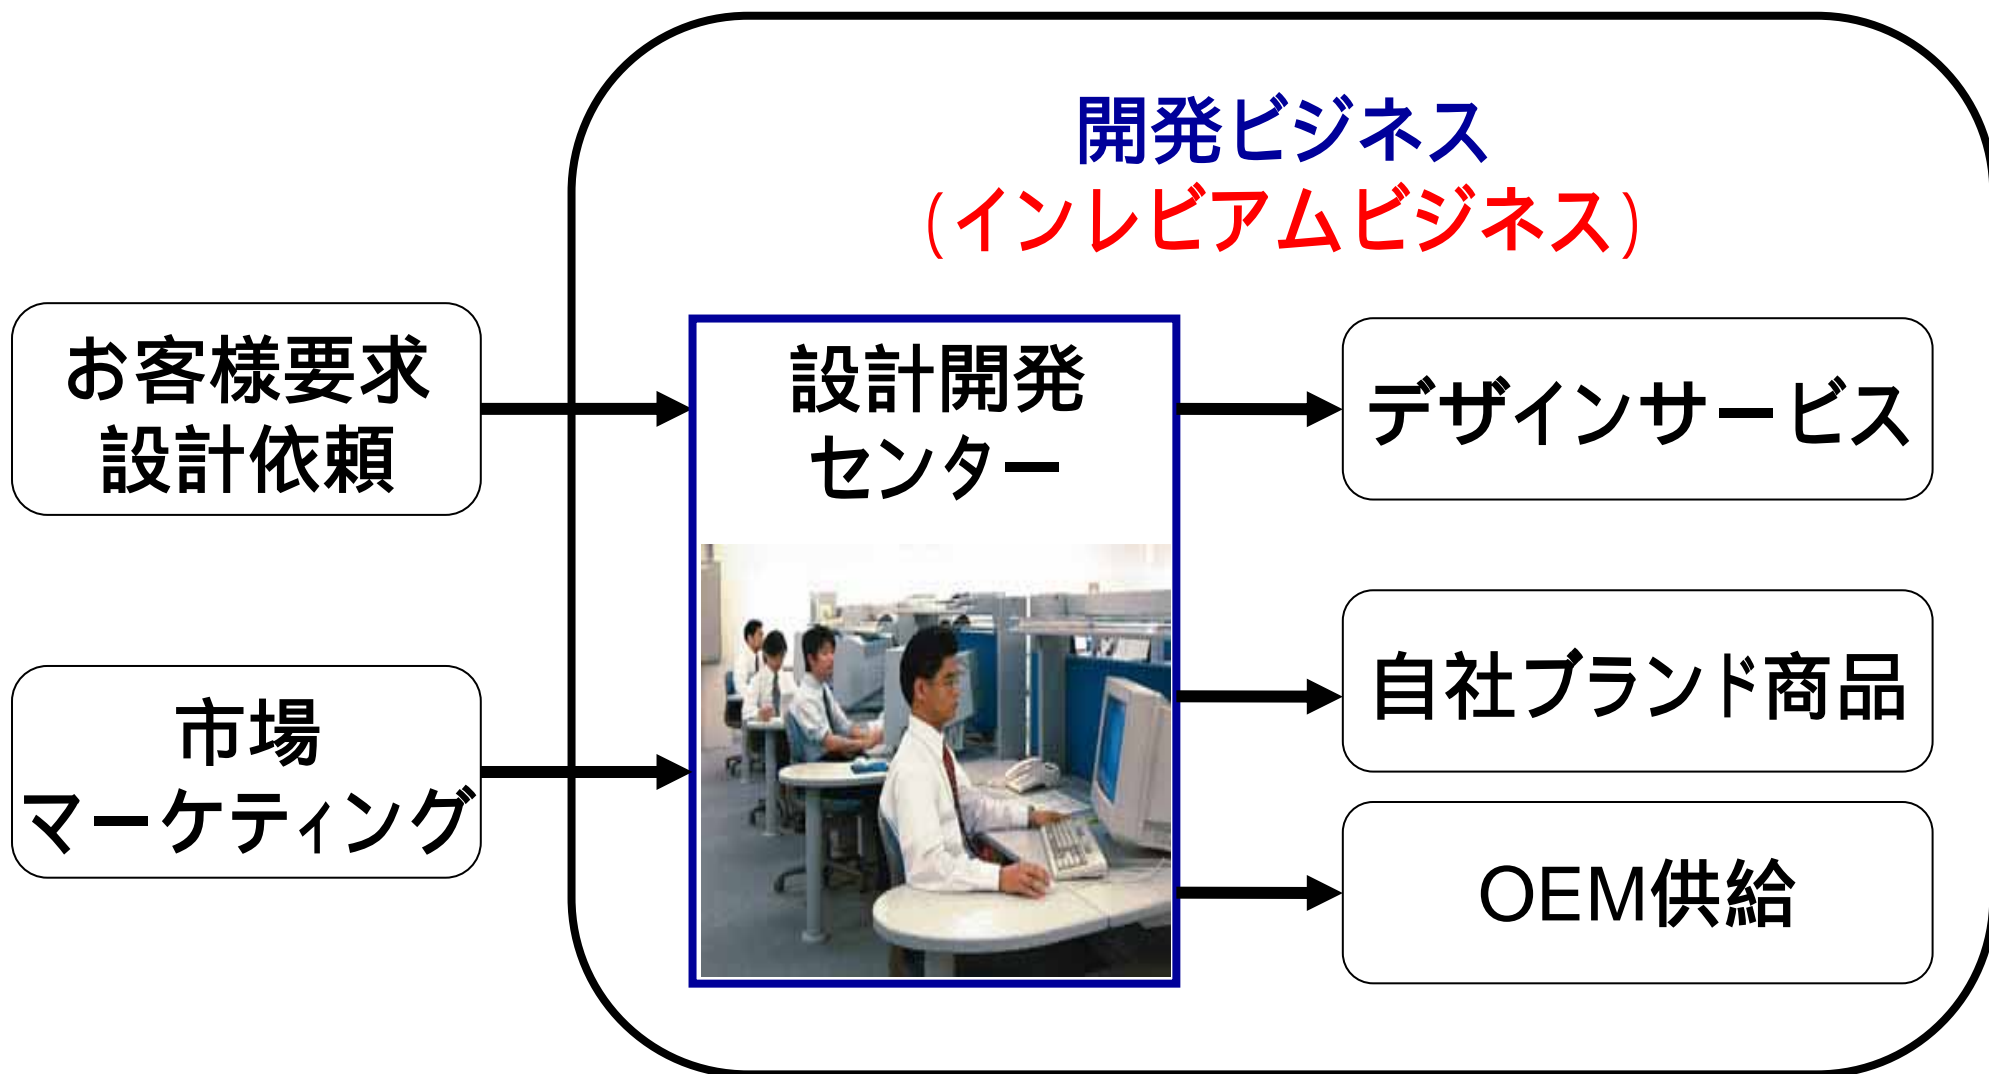 開発ビジネス
(インレビアムビジネス)
お客様要求
設計依頼
市場
マーケティング
設計開発
センター
デザインサービス
自社ブランド商品
OEM供給